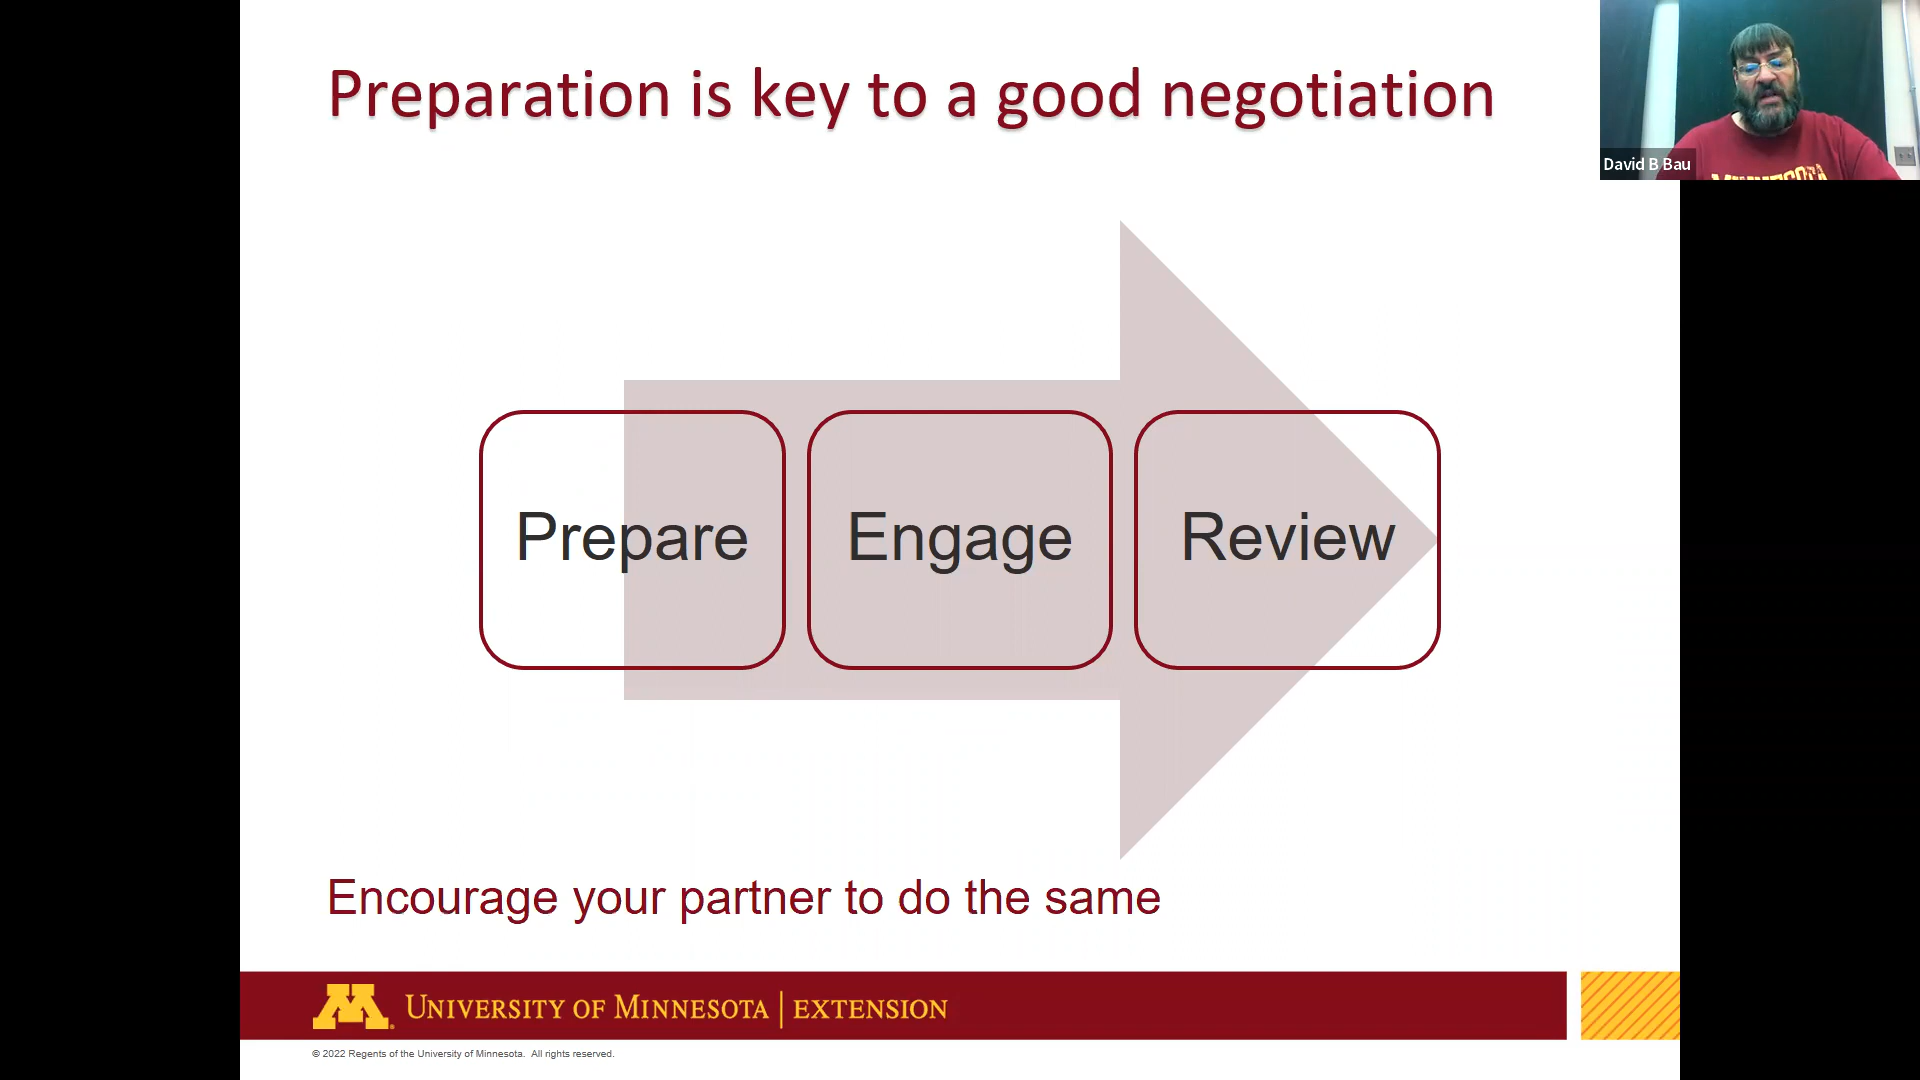 Preparation is key to a good negotiation
David B Bau
MINNESOTA
Prepare
Engage
Review
Encourage your partner to do the same
M
UNIVERSITY OF MINNESOTA | EXTENSION
© 2022 Regents of the University of Minnesota. All rights reserved.